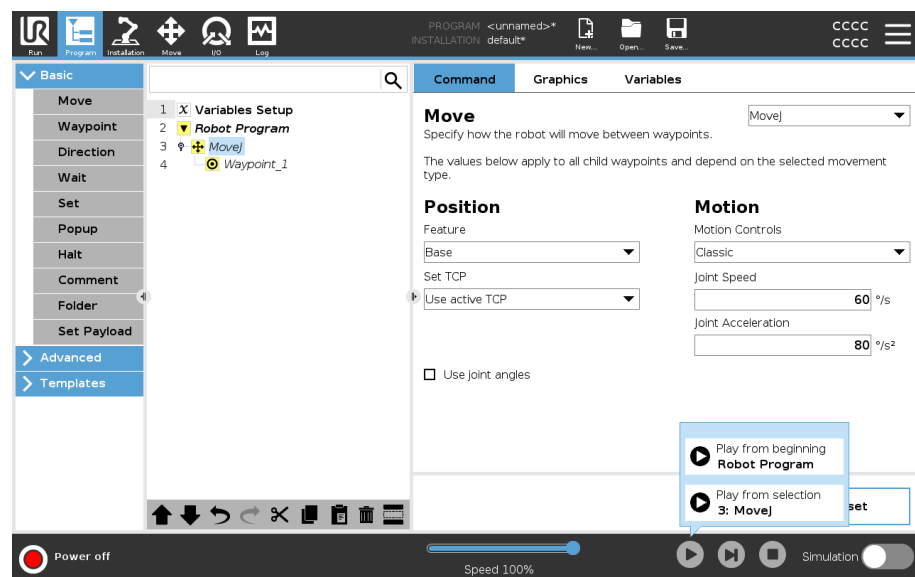 PROGRAM <unnamed>*
INSTALLATION default*
CCCC
CCCC
Run Program Installation Move I/O Log New... Open... Save...
Basic
Move
Waypoint
Direction
Wait
Set
Popup
Halt
Comment
Folder
Set Payload
Advanced
Templates
1 X Variables Setup
2 Robot Program
3 MoveJ
4 Waypoint_1
Command Graphics Variables
Move
MoveJ
Specify how the robot will move between waypoints.
The values below apply to all child waypoints and depend on the selected movement
type.
Position
Feature
Base
Set TCP
Use active TCP
Use joint angles
Motion
Motion Controls
Classic
Joint Speed
60 °/s
Joint Acceleration
80 °/s²
Play from beginning
Robot Program
Play from selection
3: MoveJ
set
Power off
Speed 100%
Simulation